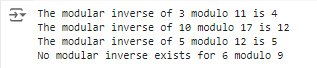 The modular inverse of 3 modulo 11 is 4
The modular inverse of 10 modulo 17 is 12
The modular inverse of 5 modulo 12 is 5
No modular inverse exists for 6 modulo 9